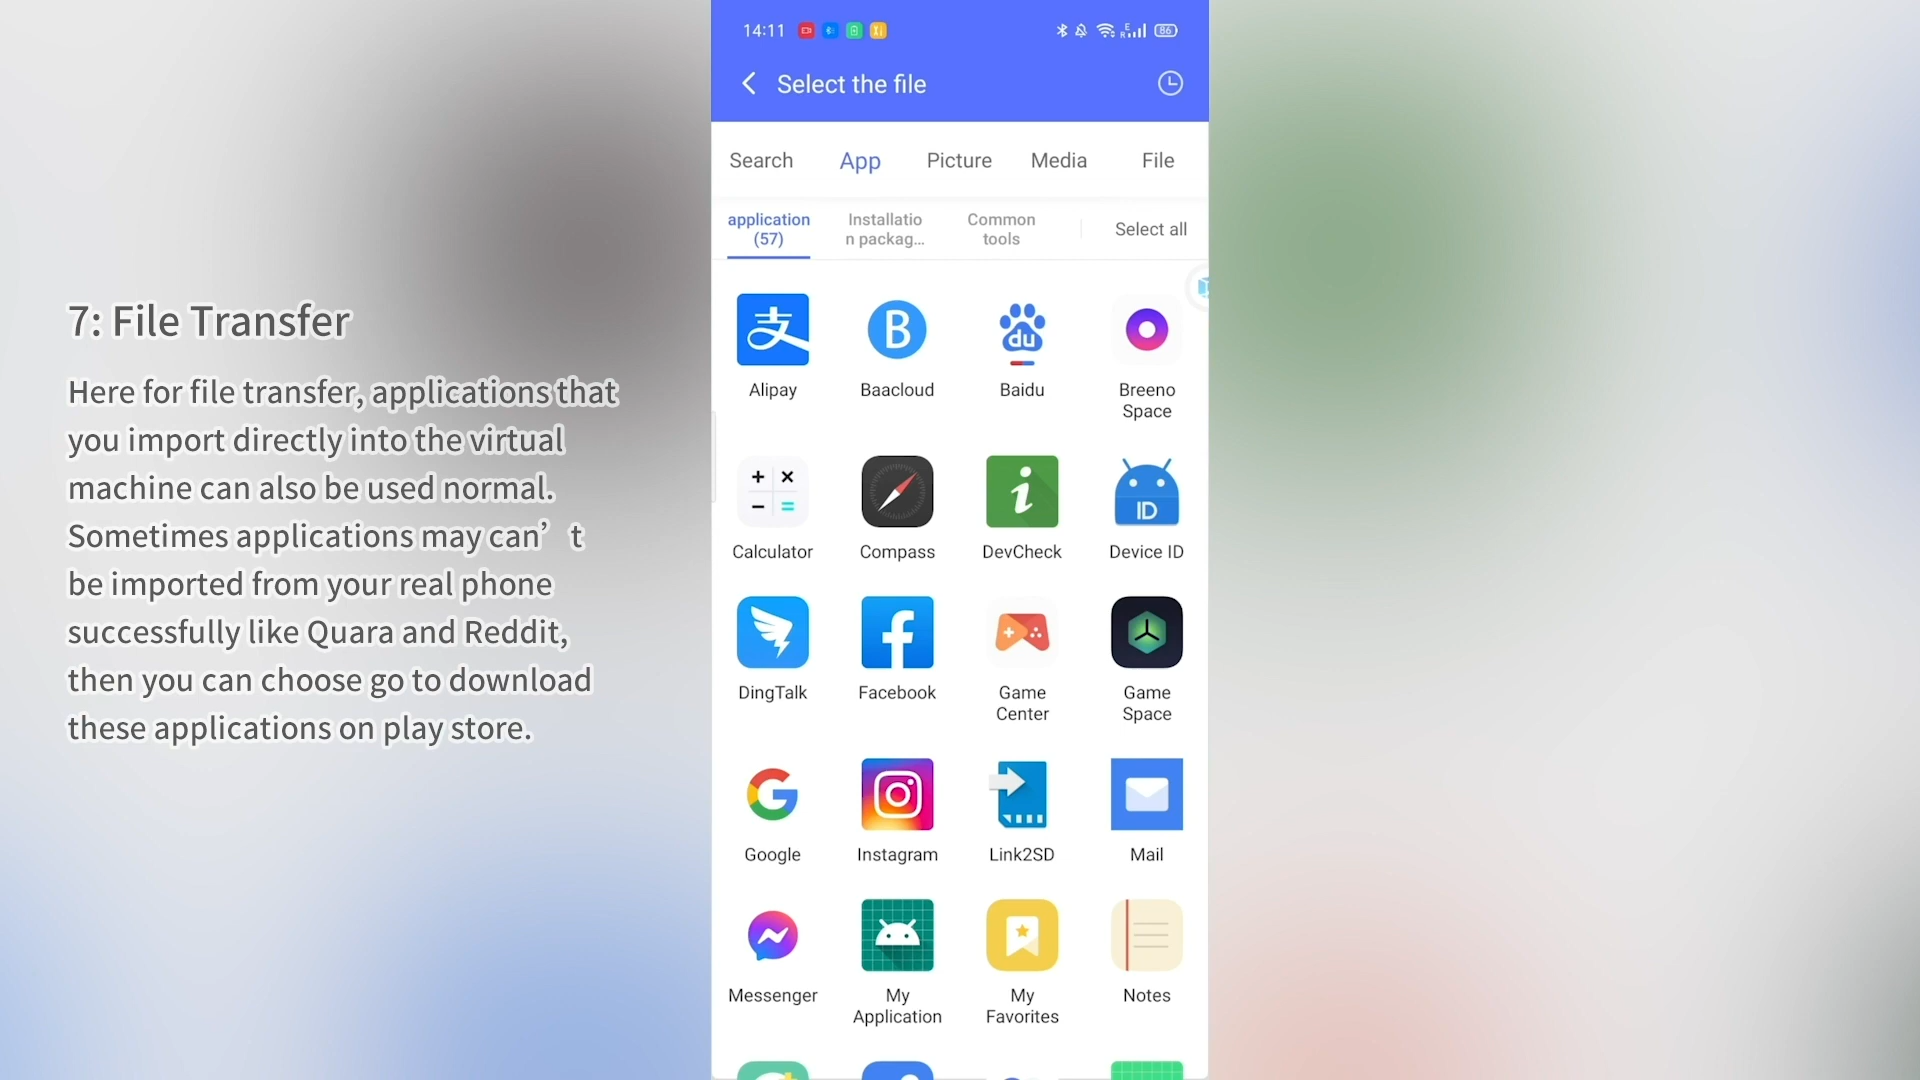 14:11
86
Select the file
Search
App
Picture
Media
File
application
(57)
Installatio
n packag...
Common
tools
Select all
7: File Transfer
Here for file transfer, applications that
you import directly into the virtual
machine can also be used normal.
Sometimes applications may can’t
be imported from your real phone
successfully like Quara and Reddit,
then you can choose go to download
these applications on play store.
支
B
du
Alipay
Baacloud
Baidu
Breeno
Space
ID
Calculator
Compass
DevCheck
Device ID
DingTalk
Facebook
Game
Center
Game
Space
Google
Instagram
Link2SD
Mail
Messenger
My
Application
My
Favorites
Notes